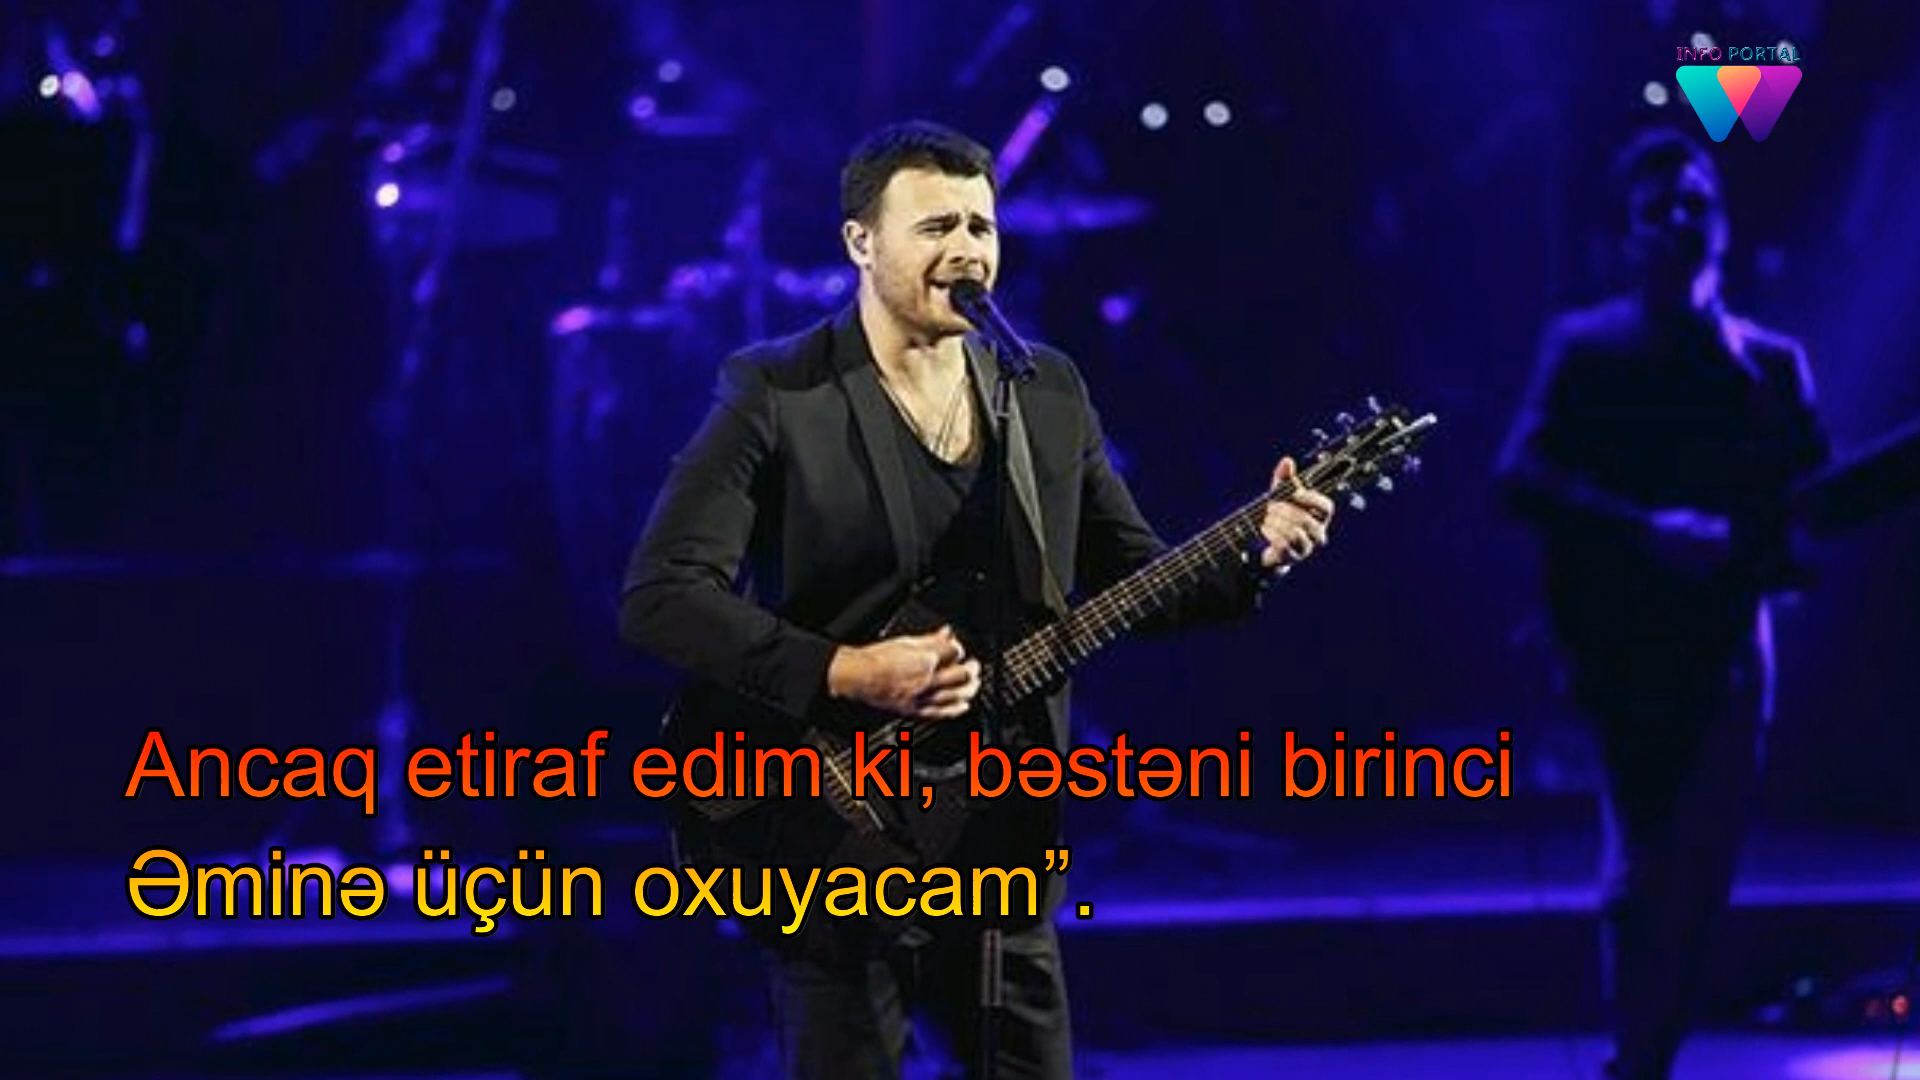 INFO PORTAL
Ancaq etiraf edim ki, bəstəni birinci
Əminə üçün oxuyacam”.